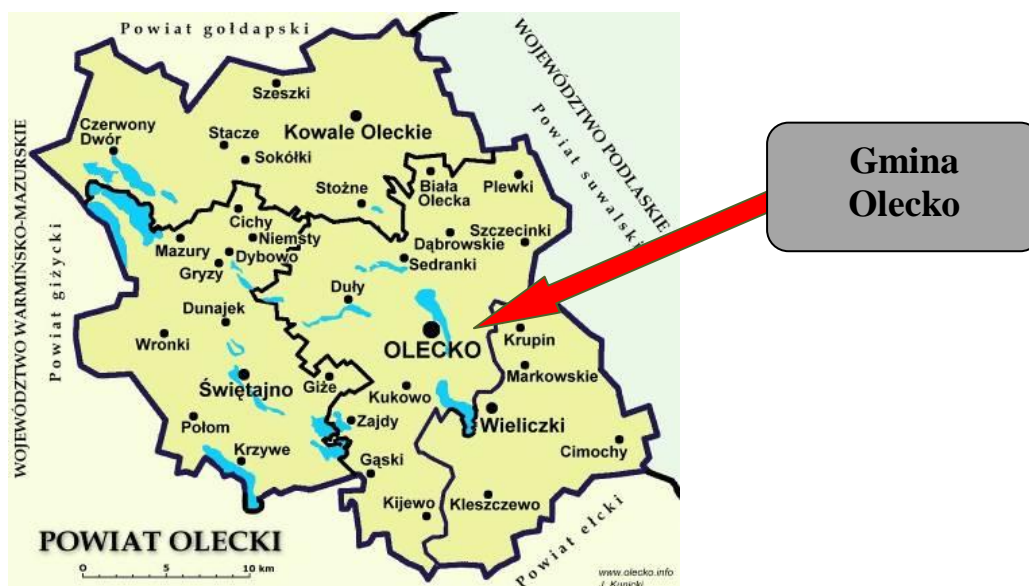 Powiat gołdapski
WOJEWÓDZTWO PODLASKIE
Powiat suwalski
WOJEWÓDZTWO WARMIŃSKO-MAZURSKIE
Powiat giżycki
Gmina
Olecko
Szeszki
Kowale Oleckie
Czerwony
Dwór
Stacze
Sokółki
Stożne
Biała
Olecka
Plewki
Cichy
Niemsty
Mazury
Dybowo
Gryzy
Dąbrowskie
Szczecinki
Sedranki
Duły
Dunajek
Wronki
OLECKO
Krupin
Markowskie
Świętajno
Giże
Kukowo
Wieliczki
Połom
Zajdy
Cimochy
Krzywe
Gąski
Kijewo
Kleszczewo
Powiat ełcki
POWIAT OLECKI
0 5 10 km
www.olecko.info
J. Kunicki